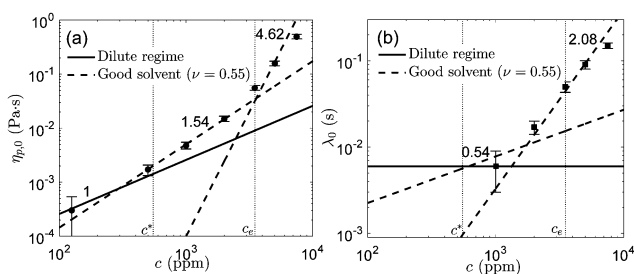 (a)
4.62
Dilute regime
Good solvent (ν = 0.55)
1.54
1
c*
c_e
10^0
10^-1
10^-2
10^-3
10^-4
η_{p,0} (Pa·s)
10^2
10^3
10^4
c (ppm)
(b)
2.08
Dilute regime
Good solvent (ν = 0.55)
0.54
c*
c_e
10^-1
10^-2
10^-3
λ_0 (s)
10^2
10^3
10^4
c (ppm)